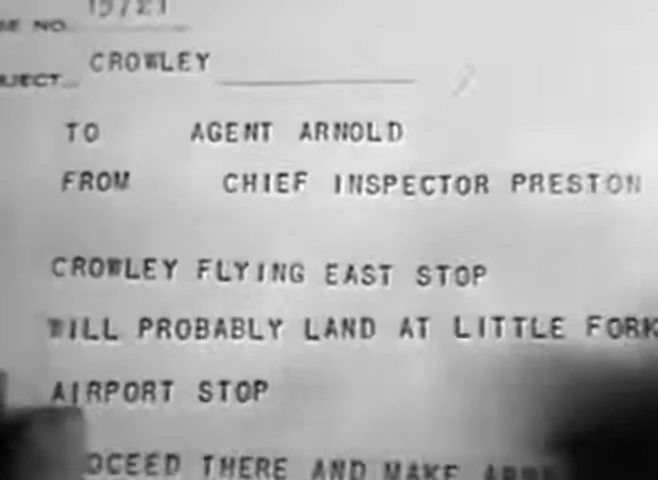 NO.
CROWLEY
TO AGENT ARNOLD
FROM CHIEF INSPECTOR PRESTON
CROWLEY FLYING EAST STOP
WILL PROBABLY LAND AT LITTLE FORK
AIRPORT STOP
OCEED THERE AND MAKE